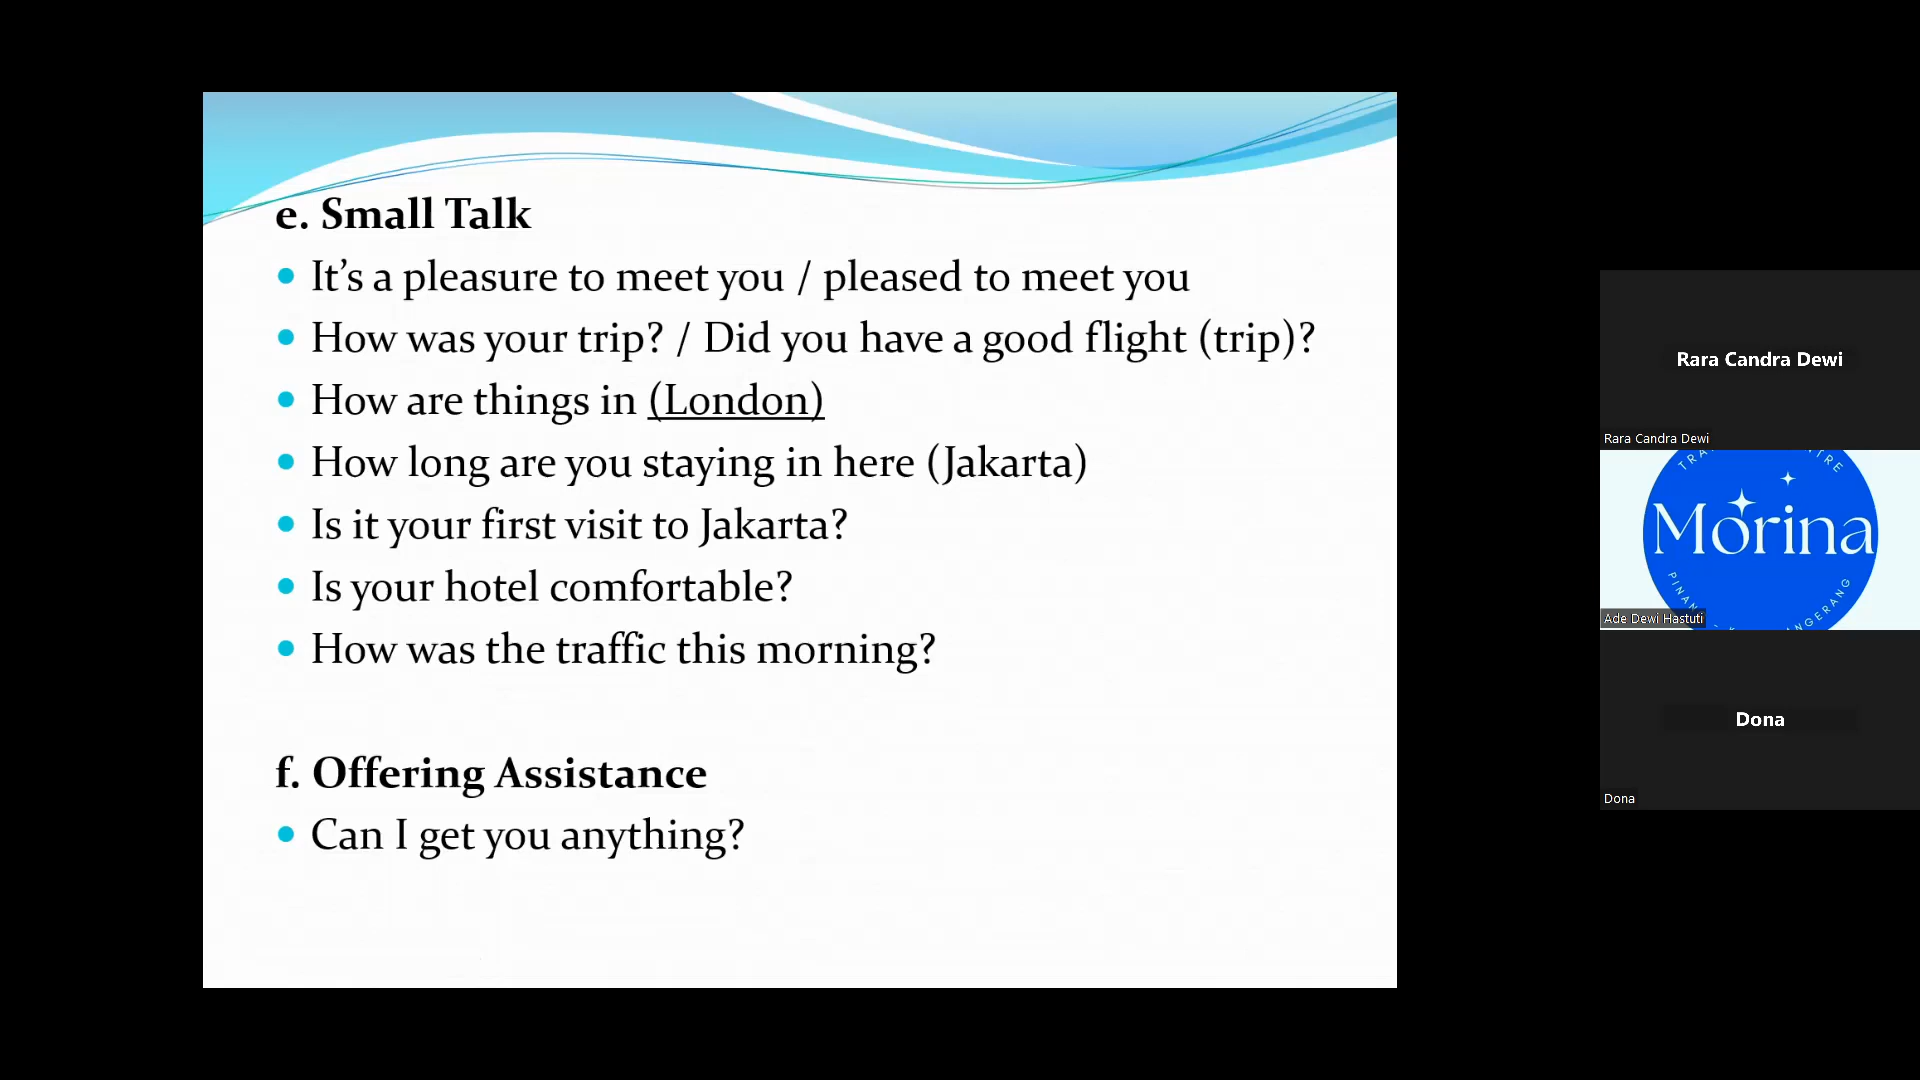 e. Small Talk
• It’s a pleasure to meet you / pleased to meet you
• How was your trip? / Did you have a good flight (trip)?
• How are things in (London)
• How long are you staying in here (Jakarta)
• Is it your first visit to Jakarta?
• Is your hotel comfortable?
• How was the traffic this morning?
f. Offering Assistance
• Can I get you anything?
Rara Candra Dewi
Rara Candra Dewi
Morina
Ade Dewi Hastuti
Dona
Dona